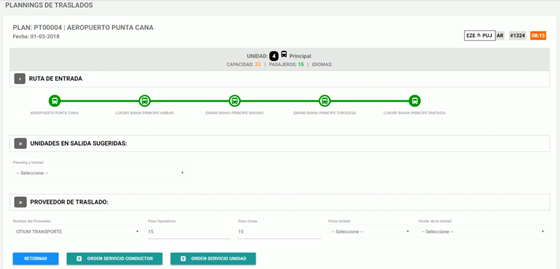 PLANNINGS DE TRASLADOS
PLAN: PT00004 | AEROPUERTO PUNTA CANA
EZE PUJ AR #1324 08:15
Fecha: 01-03-2018
UNIDAD: 4 Principal
CAPACIDAD: 33 | PASAJEROS: 15 | IDIOMAS:
RUTA DE ENTRADA
AEROPUERTO PUNTA CANA LUXURY BAHIA PRINCIPE AMBAR GRAND BAHIA PRINCIPE BAVARO GRAND BAHIA PRINCIPE TURQUESA LUXURY BAHIA PRINCIPE FANTASIA
UNIDADES EN SALIDA SUGERIDAS:
Planning y Unidad
-- Seleccione --
PROVEEDOR DE TRASLADO:
Nombre del Proveedor Paxs Operativos Paxs Costo Ficha Unidad Chofer de la Unidad
OTIUM TRANSPORTS 15 15 -- Seleccione -- -- Seleccione --
RETORNAR ORDEN SERVICIO CONDUCTOR ORDEN SERVICIO UNIDAD